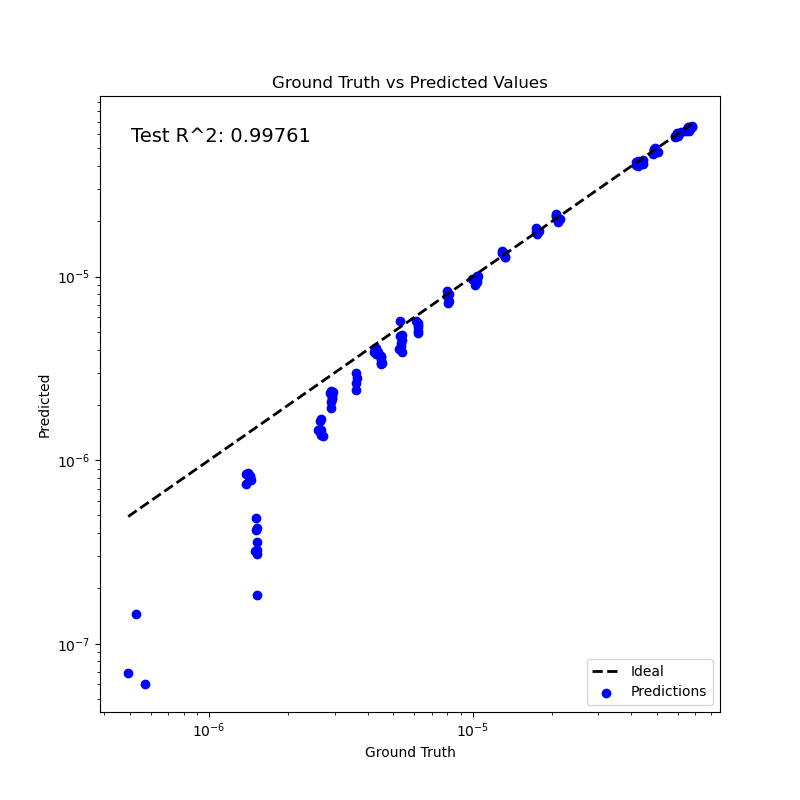 Ground Truth vs Predicted Values
Test R^2: 0.99761
10⁻⁵
10⁻⁶
10⁻⁷
Predicted
Ideal
Predictions
10⁻⁶
10⁻⁵
Ground Truth